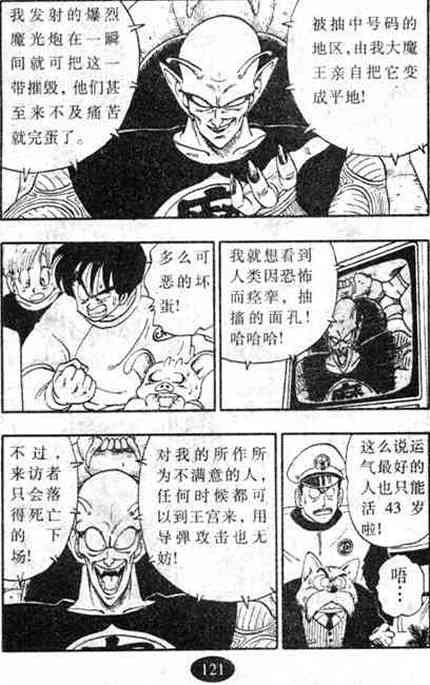 被抽中号码的
地区,由我大魔
王亲自把它变
成平地!
我发射的爆烈
魔光炮在一瞬
间就可把这一
带摧毁,他们甚
至来不及痛苦
就完蛋了。
我就想看到
人类因恐怖
而痉挛,抽
搐的面孔!
哈哈哈!
多么可
恶的坏
蛋!
这么说运
气最好的
人也只能
活43岁
啦!
唔…
对我的所作所
为不满意的人,
任何时候都可
以到王宫来,用
导弹攻击也无
妨!
不过,
来访者
只会落
得死亡
的下
场!
121